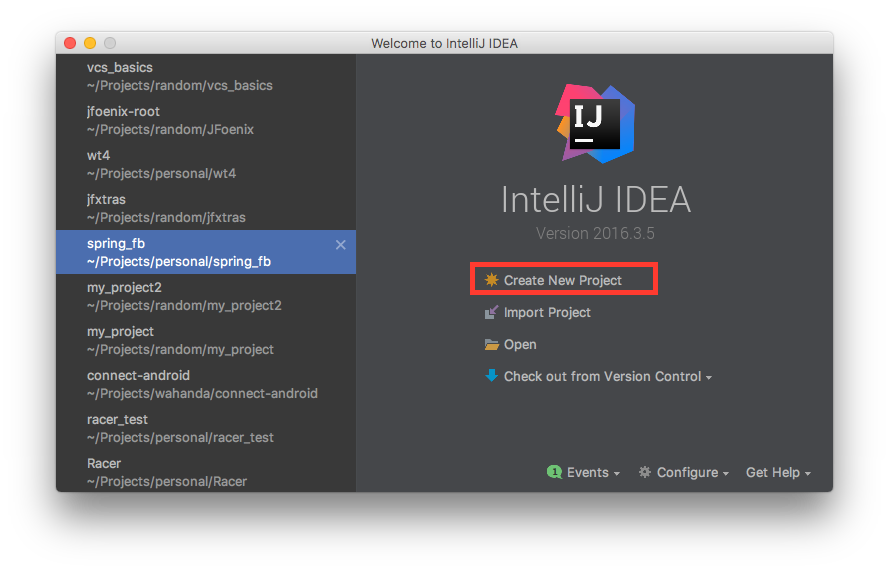 Welcome to IntelliJ IDEA
vcs_basics
~/Projects/random/vcs_basics
jfoenix-root
~/Projects/random/JFoenix
wt4
~/Projects/personal/wt4
jfxtras
~/Projects/random/jfxtras
spring_fb
~/Projects/personal/spring_fb
my_project2
~/Projects/random/my_project2
my_project
~/Projects/random/my_project
connect-android
~/Projects/wahanda/connect-android
racer_test
~/Projects/personal/racer_test
Racer
~/Projects/personal/Racer
IJ
IntelliJ IDEA
Version 2016.3.5
Create New Project
Import Project
Open
Check out from Version Control
1 Events Configure Get Help